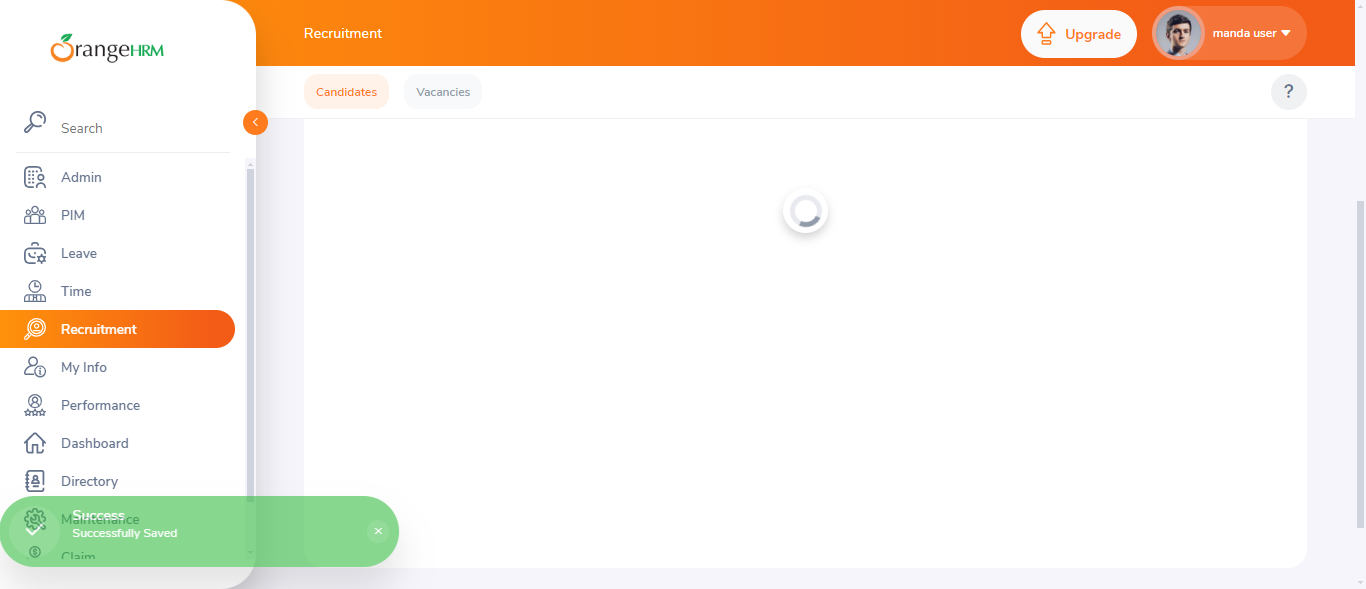 OrangeHRM
Search
Admin
PIM
Leave
Time
Recruitment
My Info
Performance
Dashboard
Directory
Maintenance
Claim
Recruitment
Upgrade
manda user
Candidates
Vacancies
?
Success
Successfully Saved